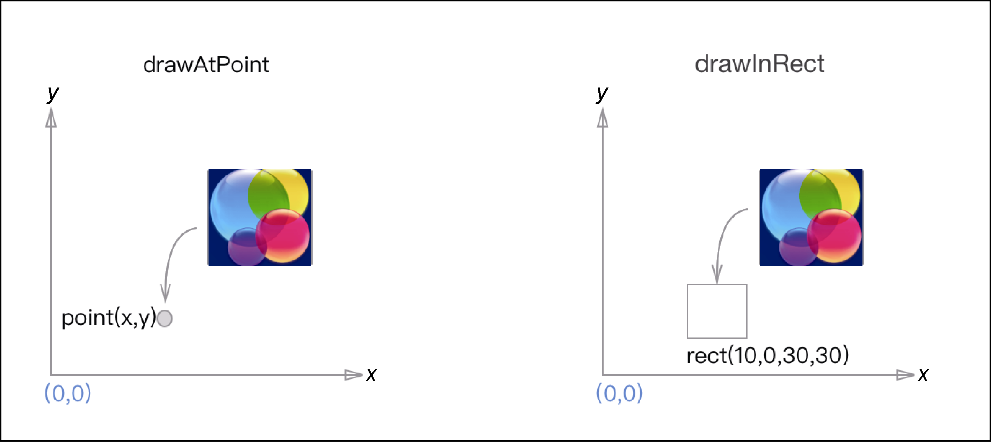 drawAtPoint
y
point(x,y)
x
(0,0)
drawInRect
y
rect(10,0,30,30)
x
(0,0)